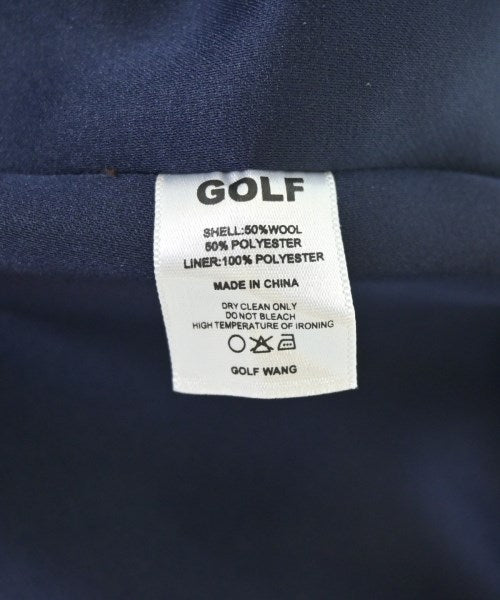 GOLF
SHELL:50%WOOL
50% POLYESTER
LINER:100% POLYESTER
MADE IN CHINA
DRY CLEAN ONLY
DO NOT BLEACH
HIGH TEMPERATURE OF IRONING
GOLF WANG